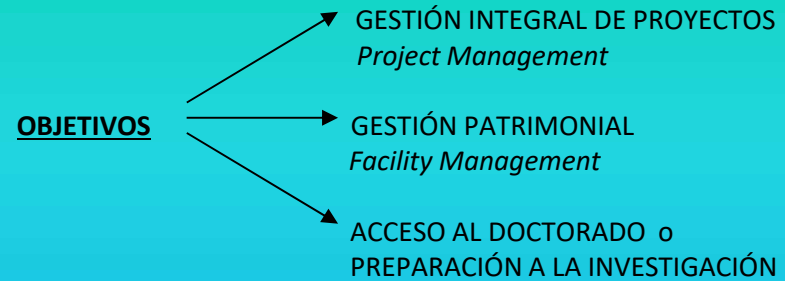 GESTIÓN INTEGRAL DE PROYECTOS
Project Management
OBJETIVOS
GESTIÓN PATRIMONIAL
Facility Management
ACCESO AL DOCTORADO o
PREPARACIÓN A LA INVESTIGACIÓN